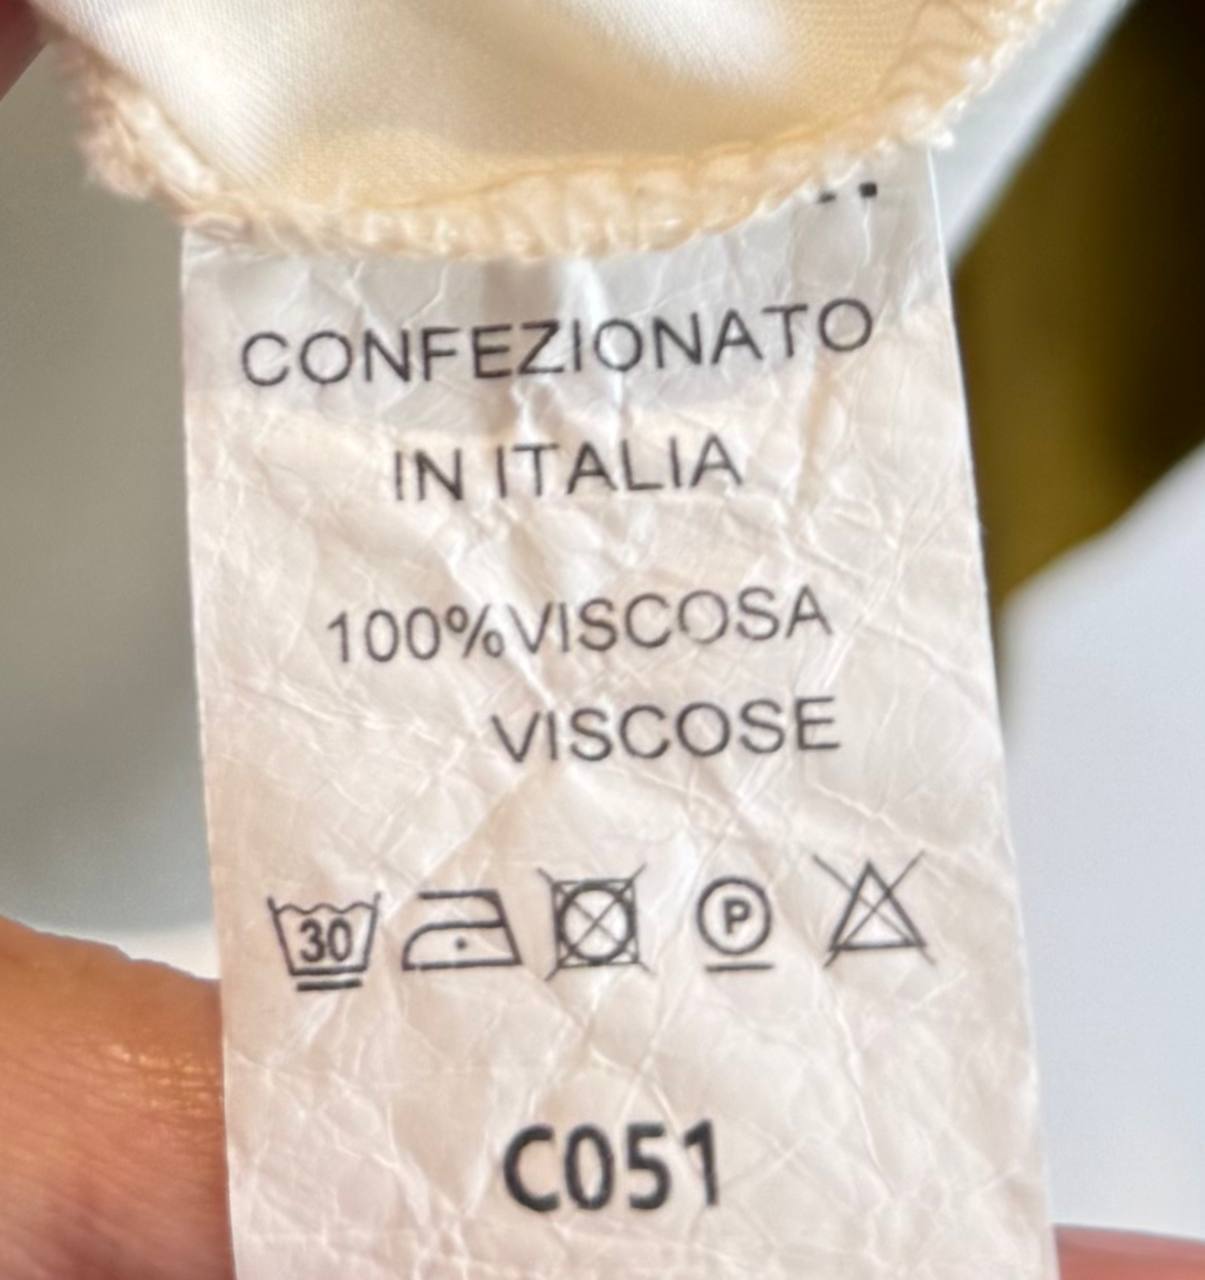 CONFEZIONATO
IN ITALIA
100%VISCOSA
VISCOSE
30 P
C051